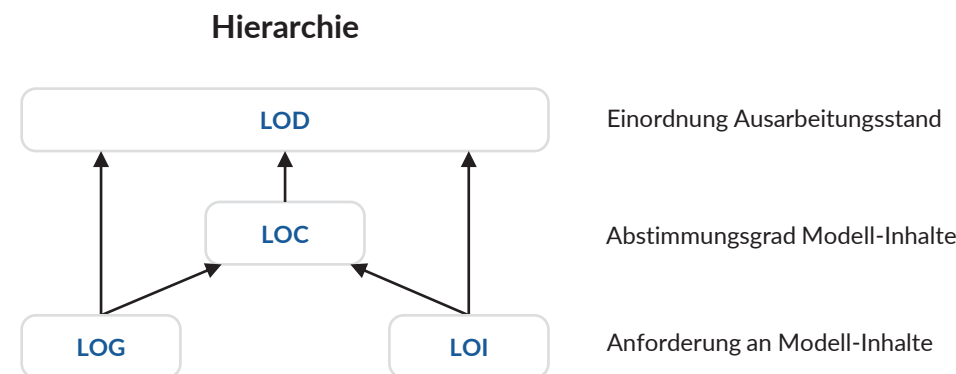 Hierarchie
LOD
Einordnung Ausarbeitungsstand
LOC
Abstimmungsgrad Modell-Inhalte
LOG
LOI
Anforderung an Modell-Inhalte